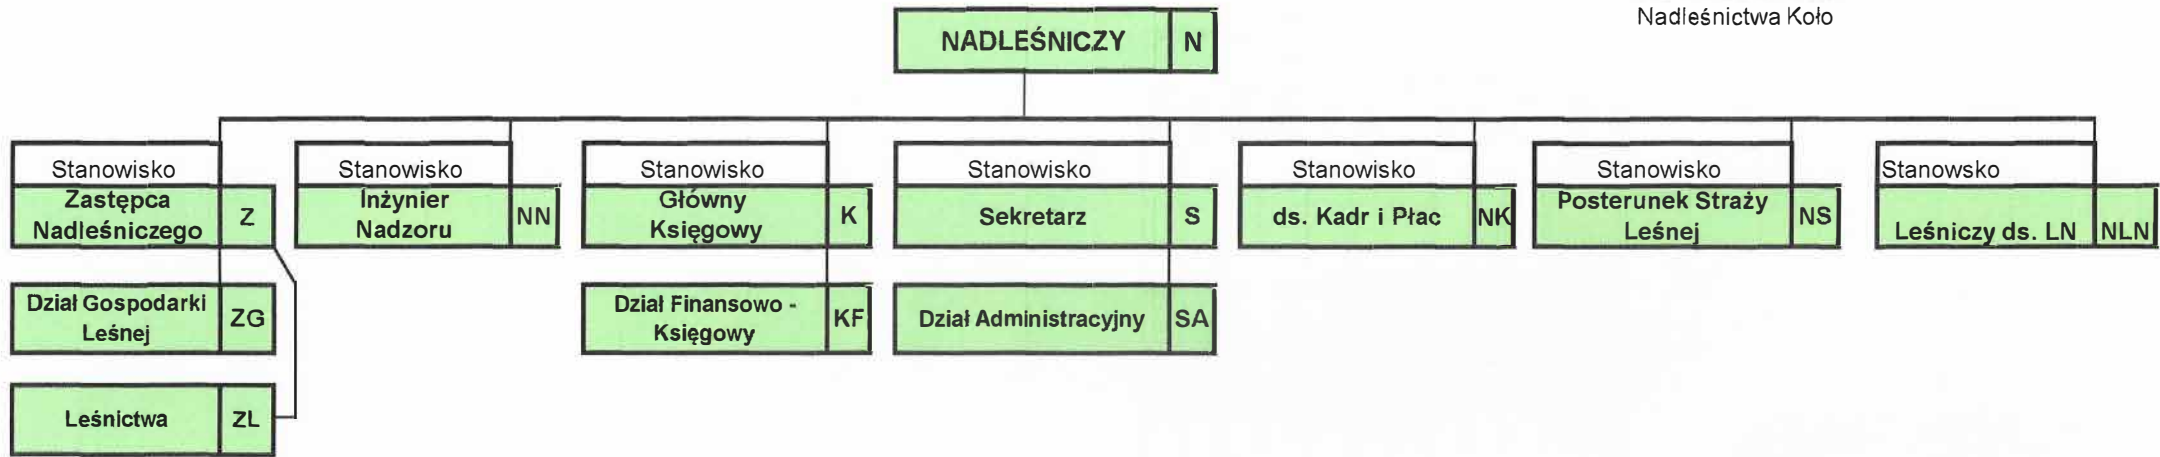 Nadleśnictwa Koło
NADLEŚNICZY N
Stanowisko
Zastępca
Nadleśniczego Z
Dział Gospodarki
Leśnej ZG
Leśnictwa ZL
Stanowisko
Inżynier
Nadzoru NN
Stanowisko
Główny
Księgowy K
Dział Finansowo -
Księgowy KF
Stanowisko
Sekretarz S
Dział Administracyjny SA
Stanowisko
ds. Kadr i Płac NK
Stanowisko
Posterunek Straży
Leśnej NS
Stanowsko
Leśniczy ds. LN NLN